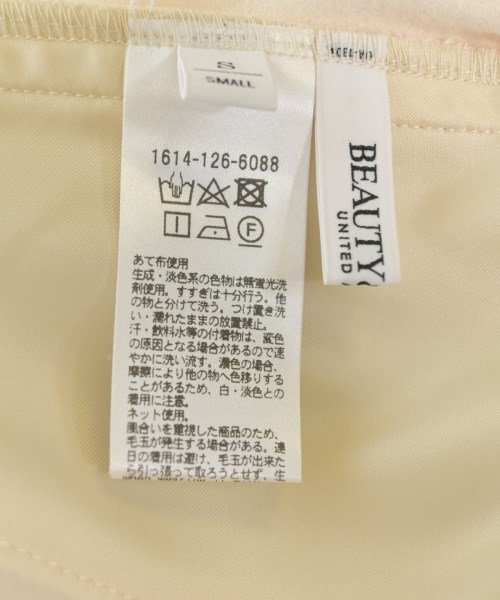 S
SMALL
1614-126-6088
F
あて布使用
生成・淡色系の色物は無蛍光洗
剤使用。すすぎは十分行う。他
の物と分けて洗う。つけ置き洗
い・濡れたままの放置禁止。
汗・飲料水等の付着物は、変色
の原因となる場合があるので速
やかに洗い流す。濃色の場合、
摩擦により他の物へ色移りする
ことがあるため、白・淡色との
着用に注意。
ネット使用。
風合いを重視した商品のため、
毛玉が発生する場合がある。連
日の着用は避け、毛玉が出来た
ら引っ張って取ろうとせず、生
BEAUTY
UNITED